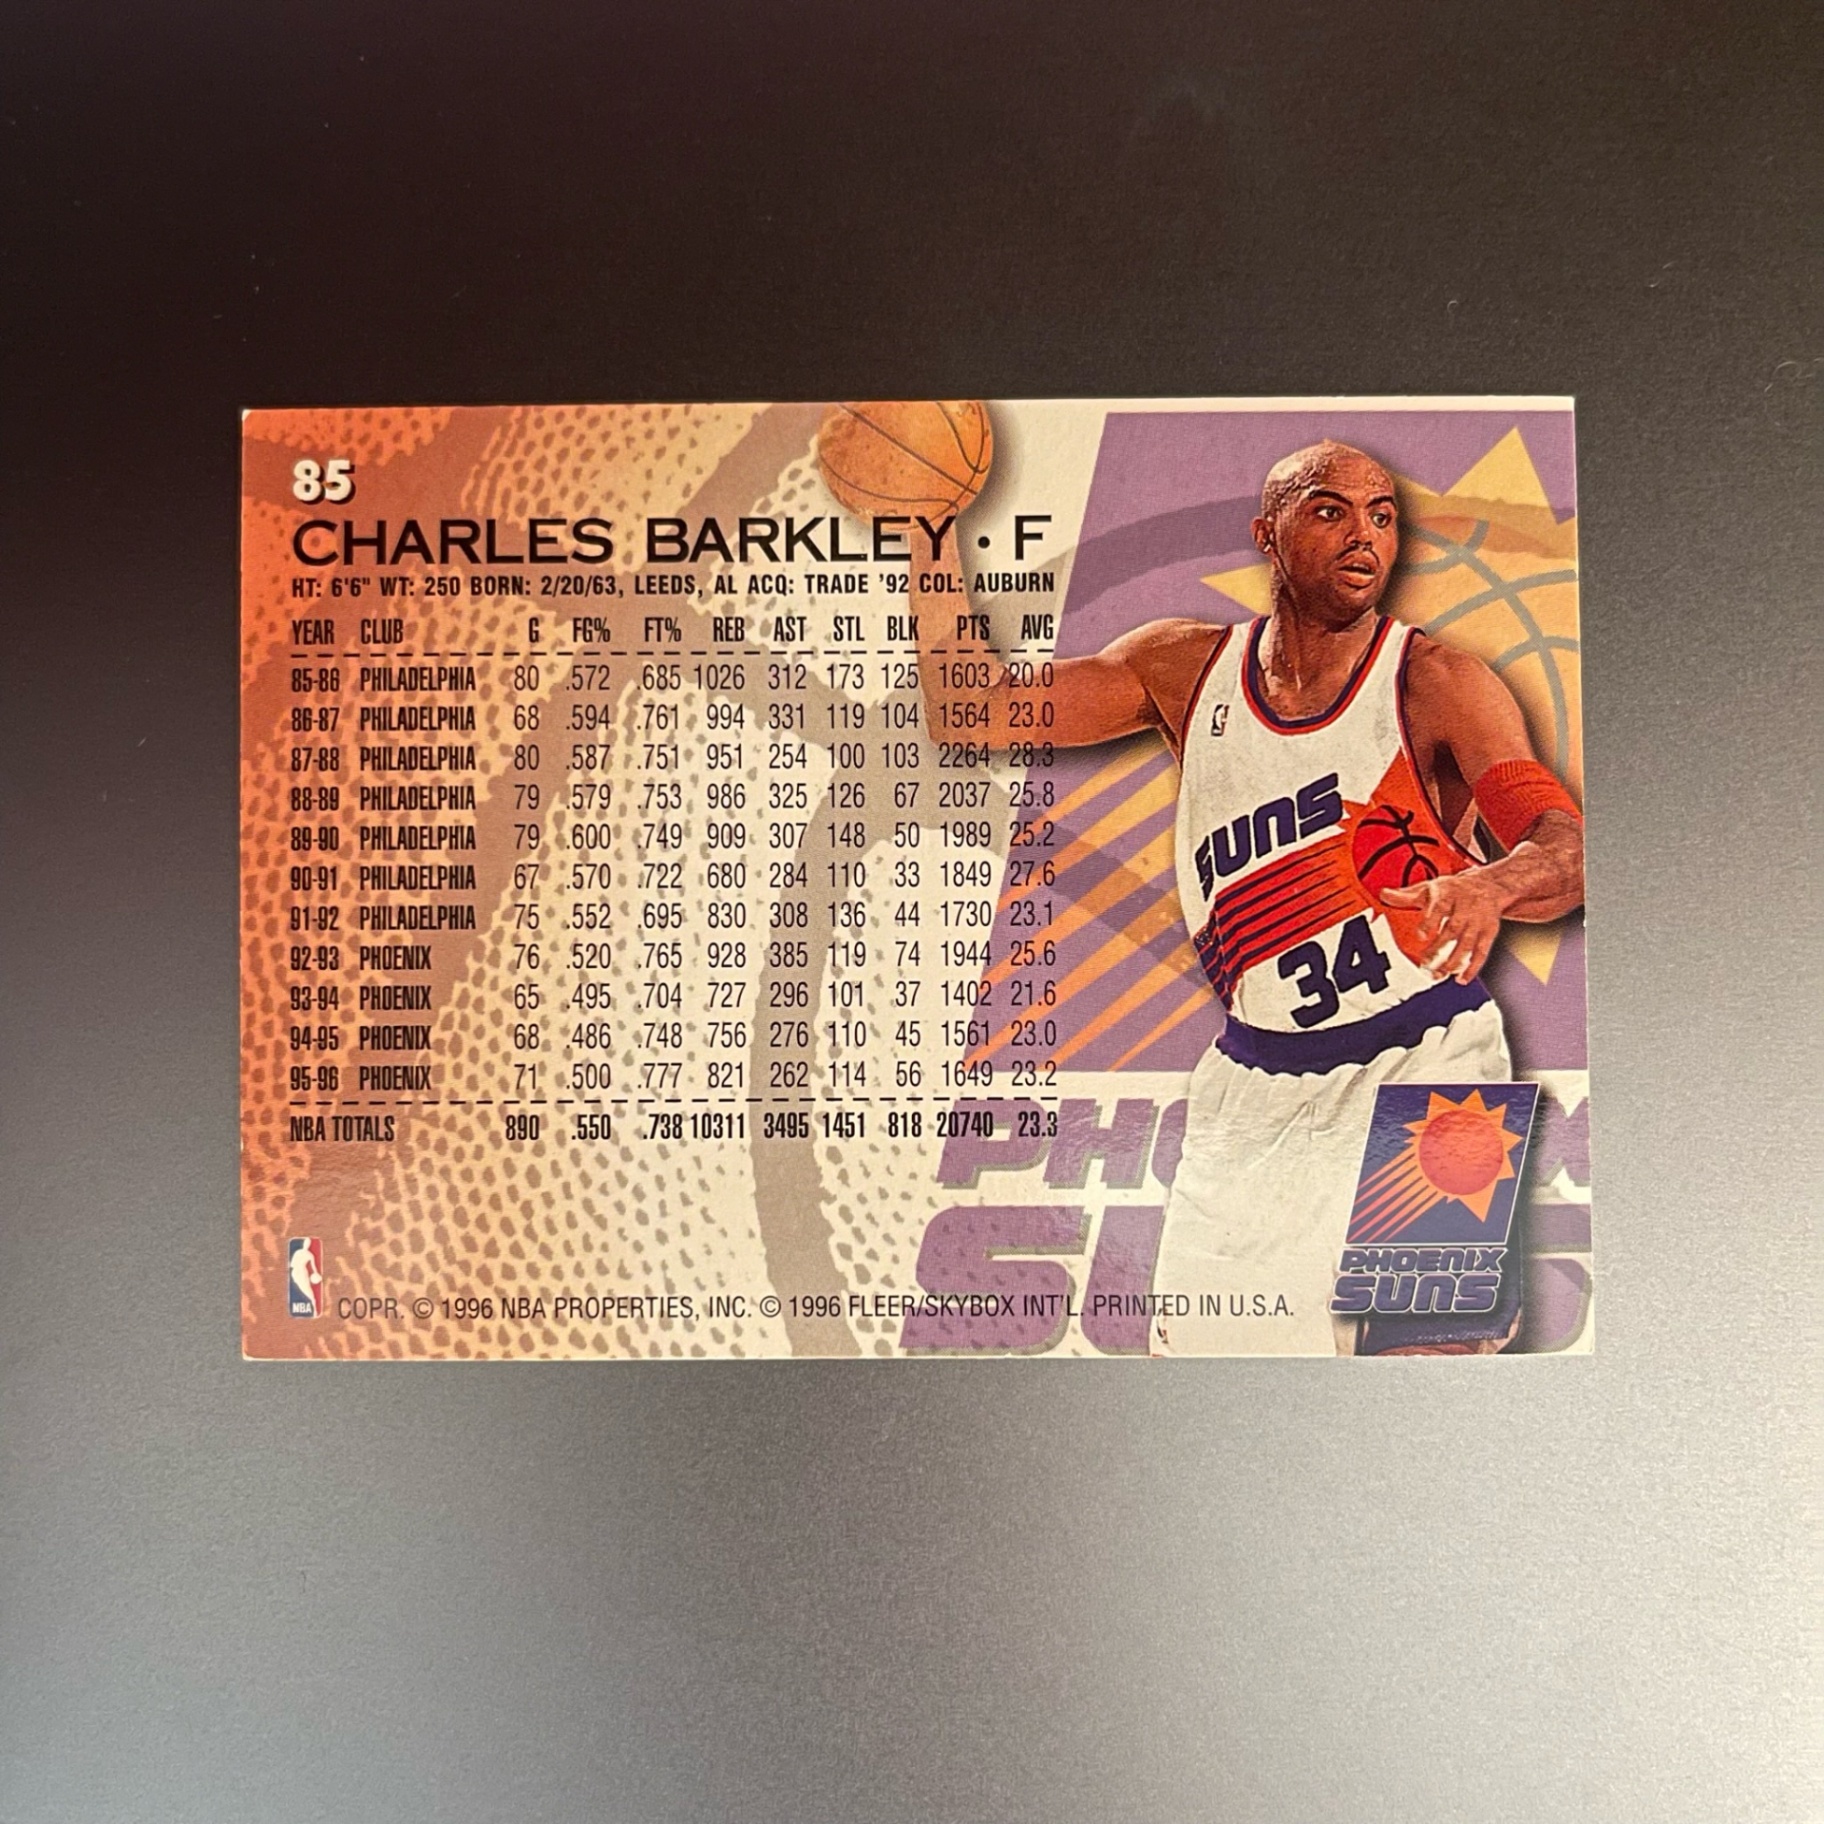 85
CHARLES BARKLEY • F
HT: 6'6" WT: 250 BORN: 2/20/63, LEEDS, AL ACQ: TRADE '92 COL: AUBURN
YEAR CLUB G FG% FT% REB AST STL BLK PTS AVG
85-86 PHILADELPHIA 80 .572 .685 1026 312 173 125 1603 20.0
86-87 PHILADELPHIA 68 .594 .761 994 331 119 104 1564 23.0
87-88 PHILADELPHIA 80 .587 .751 951 254 100 103 2264 28.3
88-89 PHILADELPHIA 79 .579 .753 986 325 126 67 2037 25.8
89-90 PHILADELPHIA 79 .600 .749 909 307 148 50 1989 25.2
90-91 PHILADELPHIA 67 .570 .722 680 284 110 33 1849 27.6
91-92 PHILADELPHIA 75 .552 .695 830 308 136 44 1730 23.1
92-93 PHOENIX 76 .520 .765 928 385 119 74 1944 25.6
93-94 PHOENIX 65 .495 .704 727 296 101 37 1402 21.6
94-95 PHOENIX 68 .486 .748 756 276 110 45 1561 23.0
95-96 PHOENIX 71 .500 .777 821 262 114 56 1649 23.2
NBA TOTALS 890 .550 .738 10311 3495 1451 818 20740 23.3
SUNS
34
PHOENIX
SUNS
NBA
COPR. © 1996 NBA PROPERTIES, INC. © 1996 FLEER/SKYBOX INT'L. PRINTED IN U.S.A.